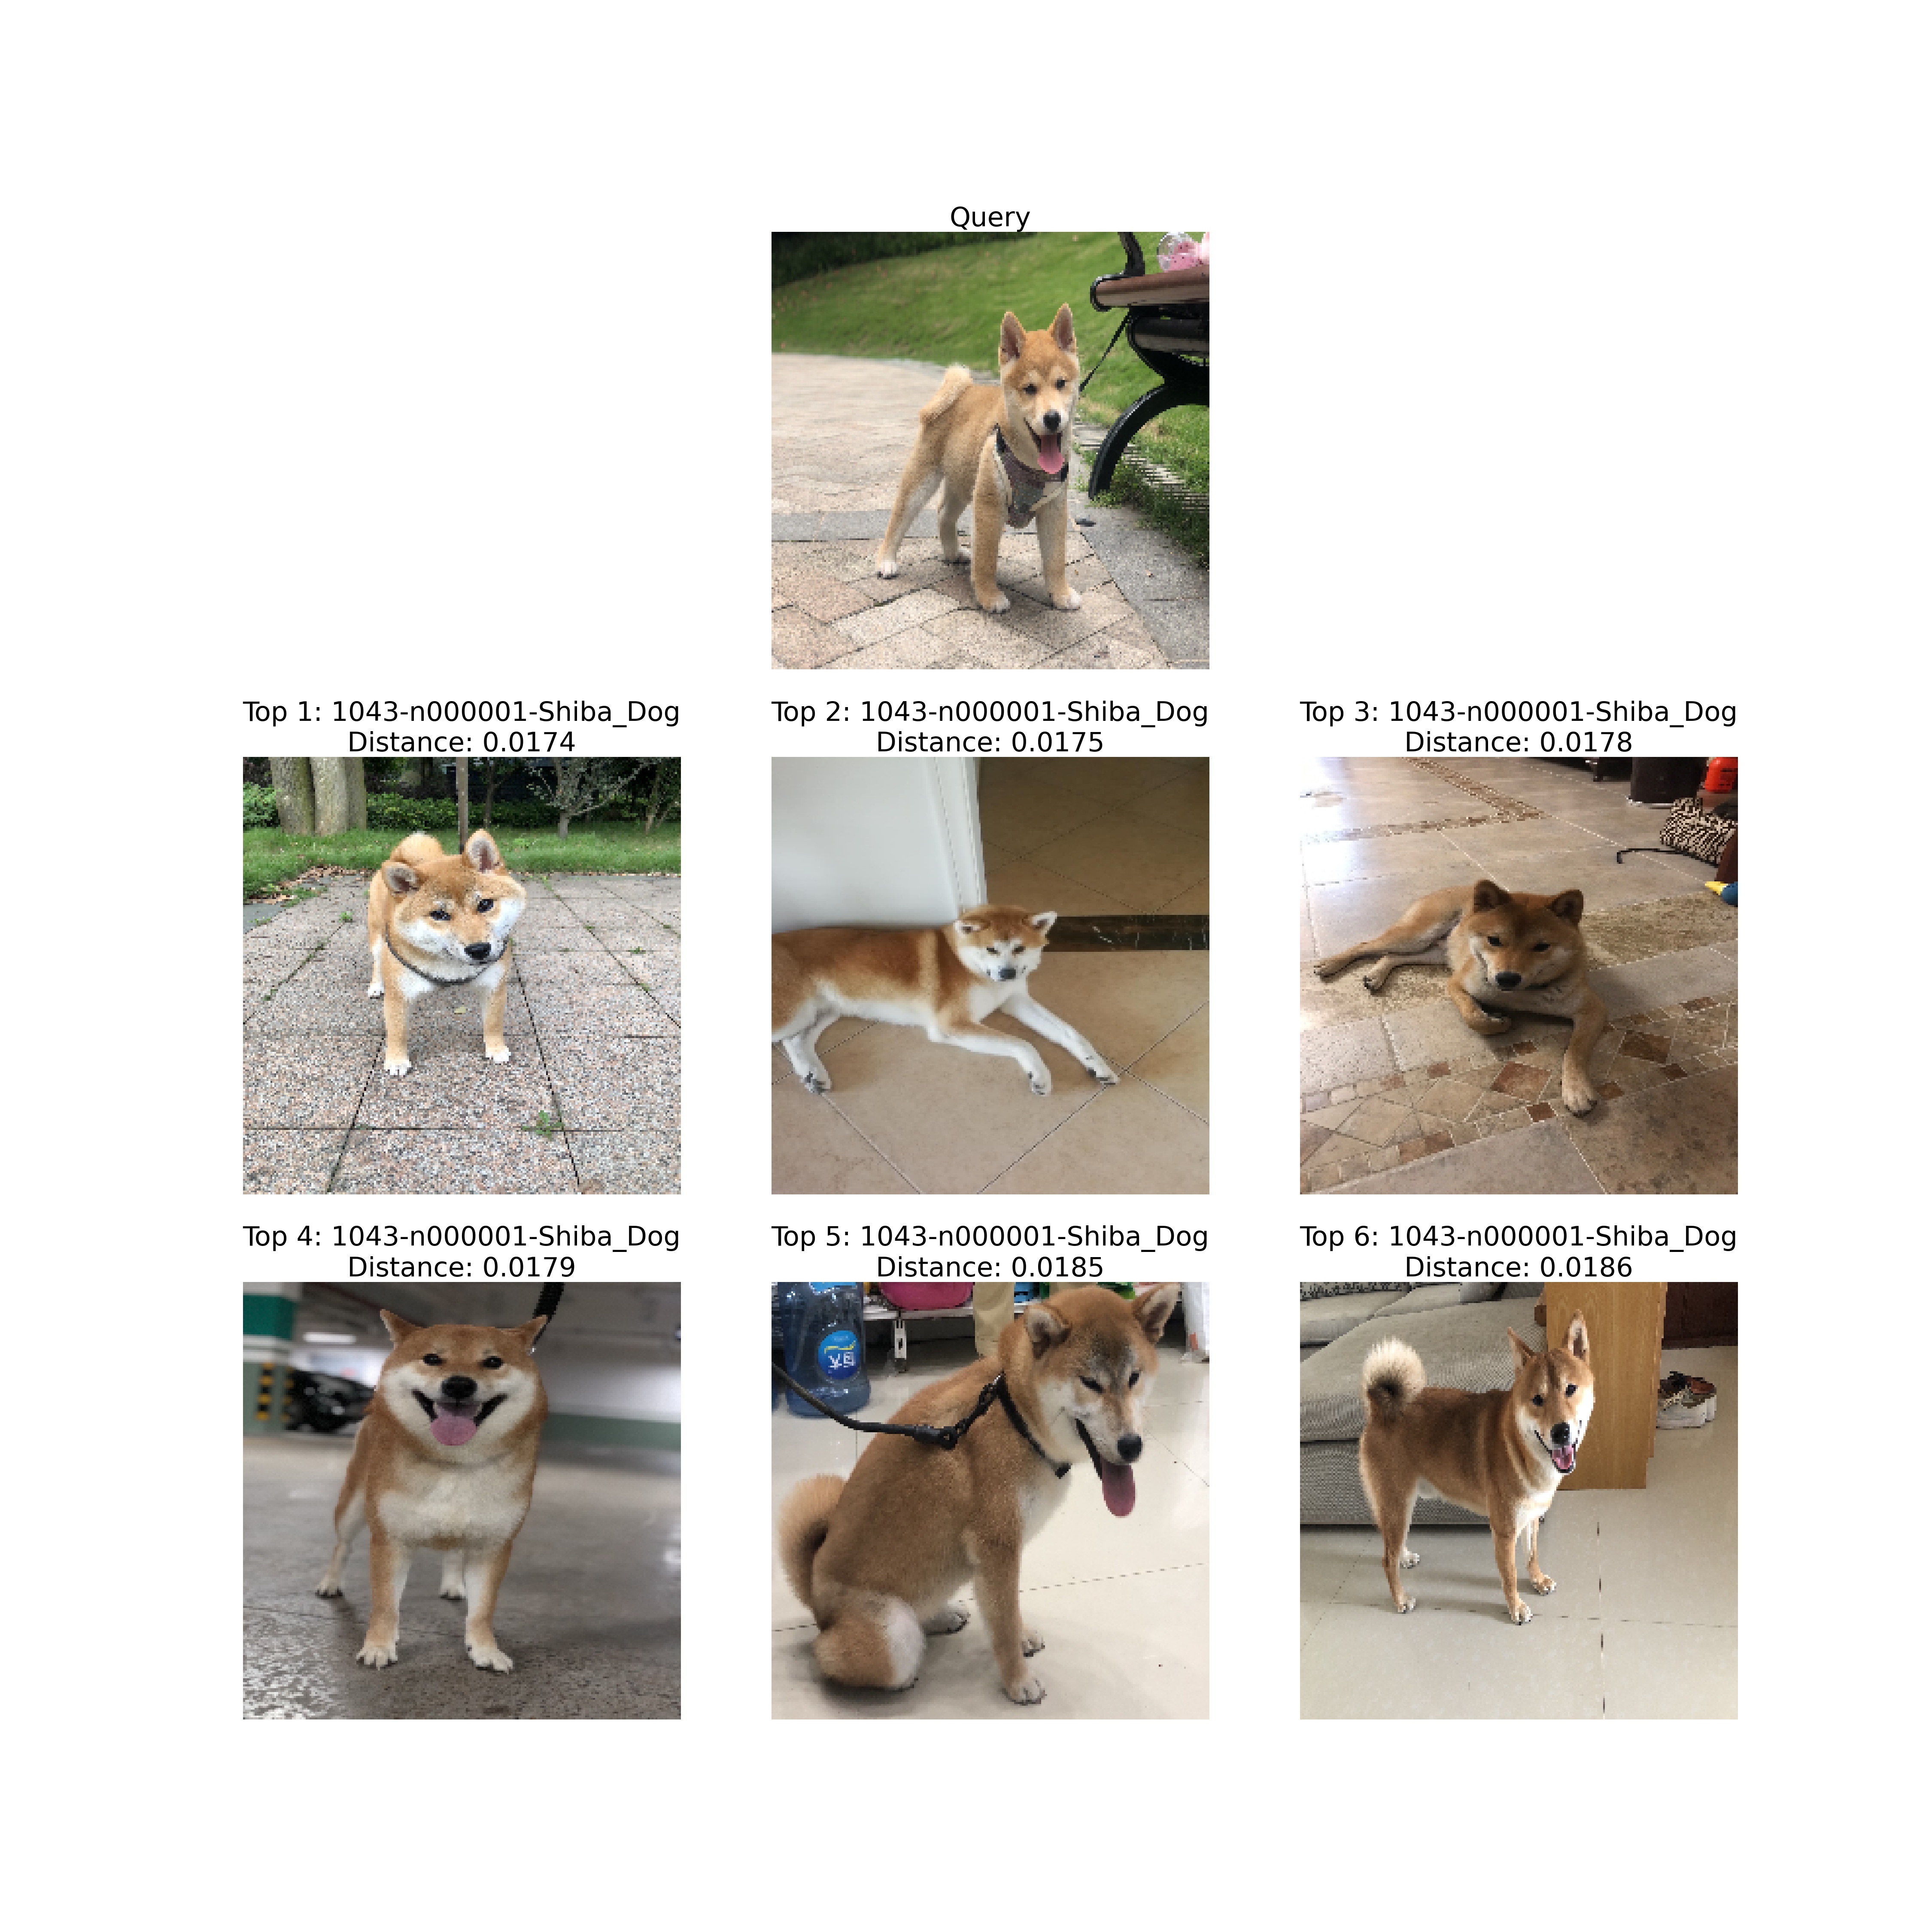 Query
Top 1: 1043-n000001-Shiba_Dog
Distance: 0.0174
Top 2: 1043-n000001-Shiba_Dog
Distance: 0.0175
Top 3: 1043-n000001-Shiba_Dog
Distance: 0.0178
Top 4: 1043-n000001-Shiba_Dog
Distance: 0.0179
Top 5: 1043-n000001-Shiba_Dog
Distance: 0.0185
Top 6: 1043-n000001-Shiba_Dog
Distance: 0.0186